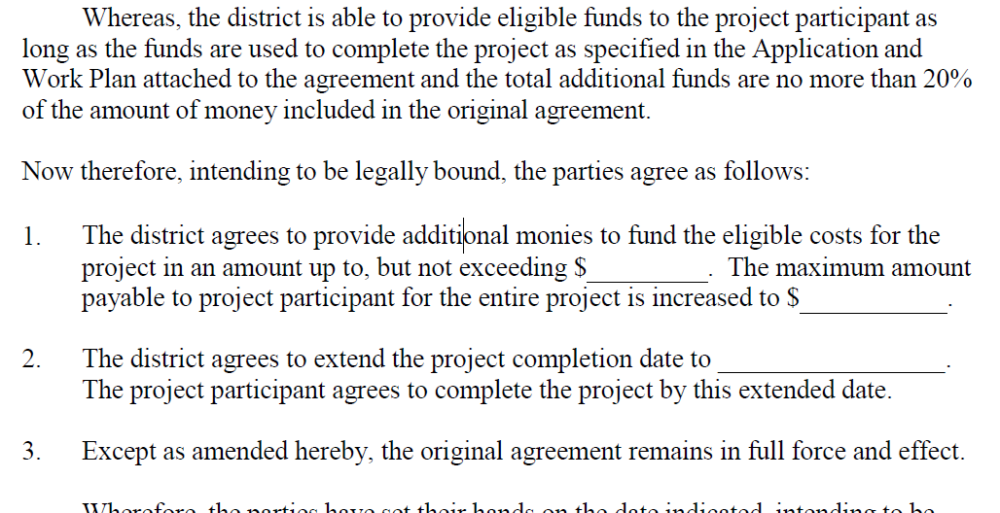 Whereas, the district is able to provide eligible funds to the project participant as
long as the funds are used to complete the project as specified in the Application and
Work Plan attached to the agreement and the total additional funds are no more than 20%
of the amount of money included in the original agreement.
Now therefore, intending to be legally bound, the parties agree as follows:
1. The district agrees to provide additional monies to fund the eligible costs for the
project in an amount up to, but not exceeding $_________. The maximum amount
payable to project participant for the entire project is increased to $___________.
2. The district agrees to extend the project completion date to _________________.
The project participant agrees to complete the project by this extended date.
3. Except as amended hereby, the original agreement remains in full force and effect.
Wherefore, the parties have set their hands on the date indicated, intending to be